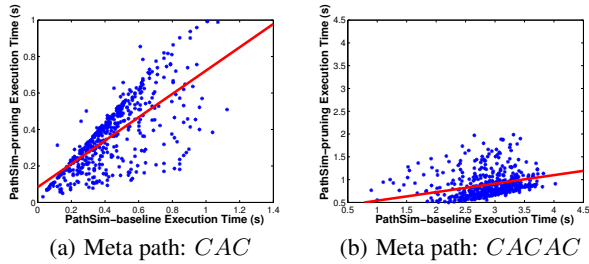 PathSim−pruning Execution Time (s)
1
0.8
0.6
0.4
0.2
0
0 0.2 0.4 0.6 0.8 1 1.2 1.4
PathSim−baseline Execution Time (s)
(a) Meta path: CAC
PathSim−pruning Execution Time (s)
4.5
4
3.5
3
2.5
2
1.5
1
0.5
0.5 1 1.5 2 2.5 3 3.5 4 4.5
PathSim−baseline Execution Time (s)
(b) Meta path: CACAC